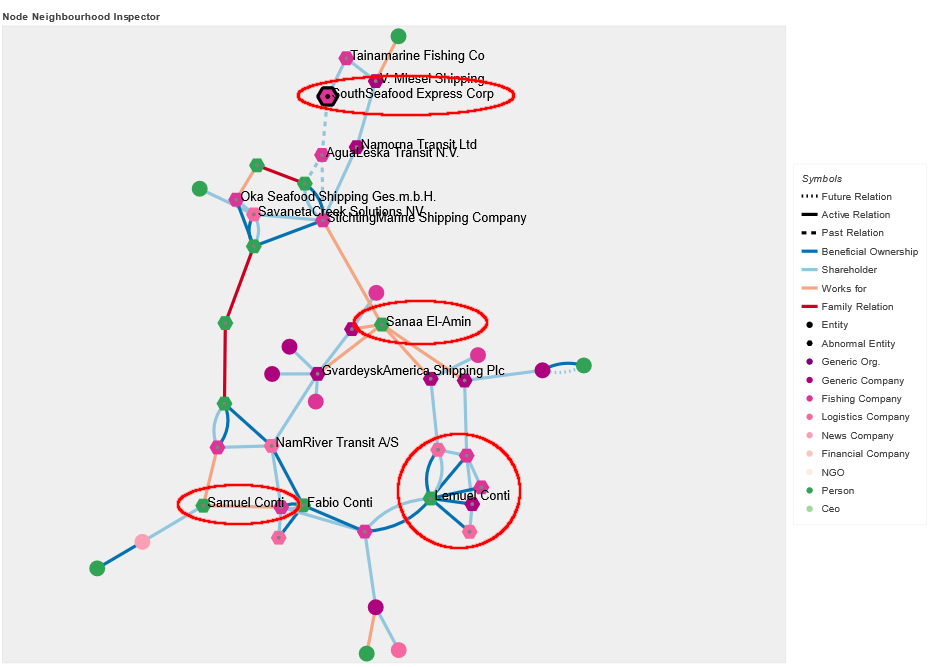 Node Neighbourhood Inspector
Tainamarine Fishing Co
V. Miesel Shipping
SouthSeafood Express Corp
Namorna Transit Ltd
AguaLeska Transit N.V.
Oka Seafood Shipping Ges.m.b.H.
SavanetaCreek Solutions NV
StichtingMarine Shipping Company
Sanaa El-Amin
GvardeyskAmerica Shipping Plc
NamRiver Transit A/S
Samuel Conti
Fabio Conti
Lemuel Conti
Symbols
Future Relation
Active Relation
Past Relation
Beneficial Ownership
Shareholder
Works for
Family Relation
Entity
Abnormal Entity
Generic Org.
Generic Company
Fishing Company
Logistics Company
News Company
Financial Company
NGO
Person
Ceo